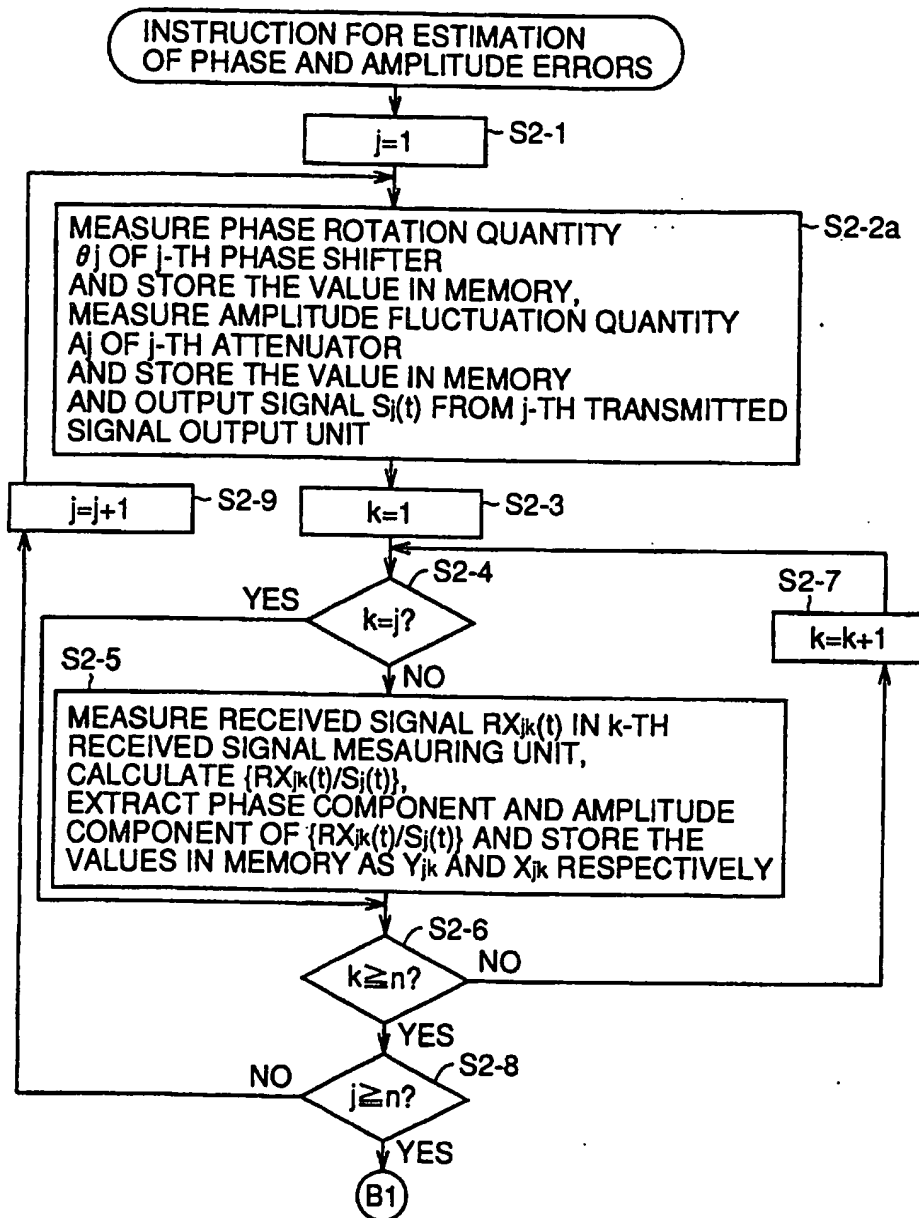 INSTRUCTION FOR ESTIMATION
OF PHASE AND AMPLITUDE ERRORS
j=1
S2-1
MEASURE PHASE ROTATION QUANTITY
θj OF j-TH PHASE SHIFTER
AND STORE THE VALUE IN MEMORY,
MEASURE AMPLITUDE FLUCTUATION QUANTITY
Aj OF j-TH ATTENUATOR
AND STORE THE VALUE IN MEMORY
AND OUTPUT SIGNAL Sj(t) FROM j-TH TRANSMITTED
SIGNAL OUTPUT UNIT
S2-2a
j=j+1
S2-9
k=1
S2-3
S2-4
YES
k=j?
NO
S2-7
k=k+1
S2-5
MEASURE RECEIVED SIGNAL RXjk(t) IN k-TH
RECEIVED SIGNAL MESAURING UNIT,
CALCULATE {RXjk(t)/Sj(t)},
EXTRACT PHASE COMPONENT AND AMPLITUDE
COMPONENT OF {RXjk(t)/Sj(t)} AND STORE THE
VALUES IN MEMORY AS Yjk AND Xjk RESPECTIVELY
S2-6
k≧n?
NO
YES
S2-8
NO
j≧n?
YES
B1